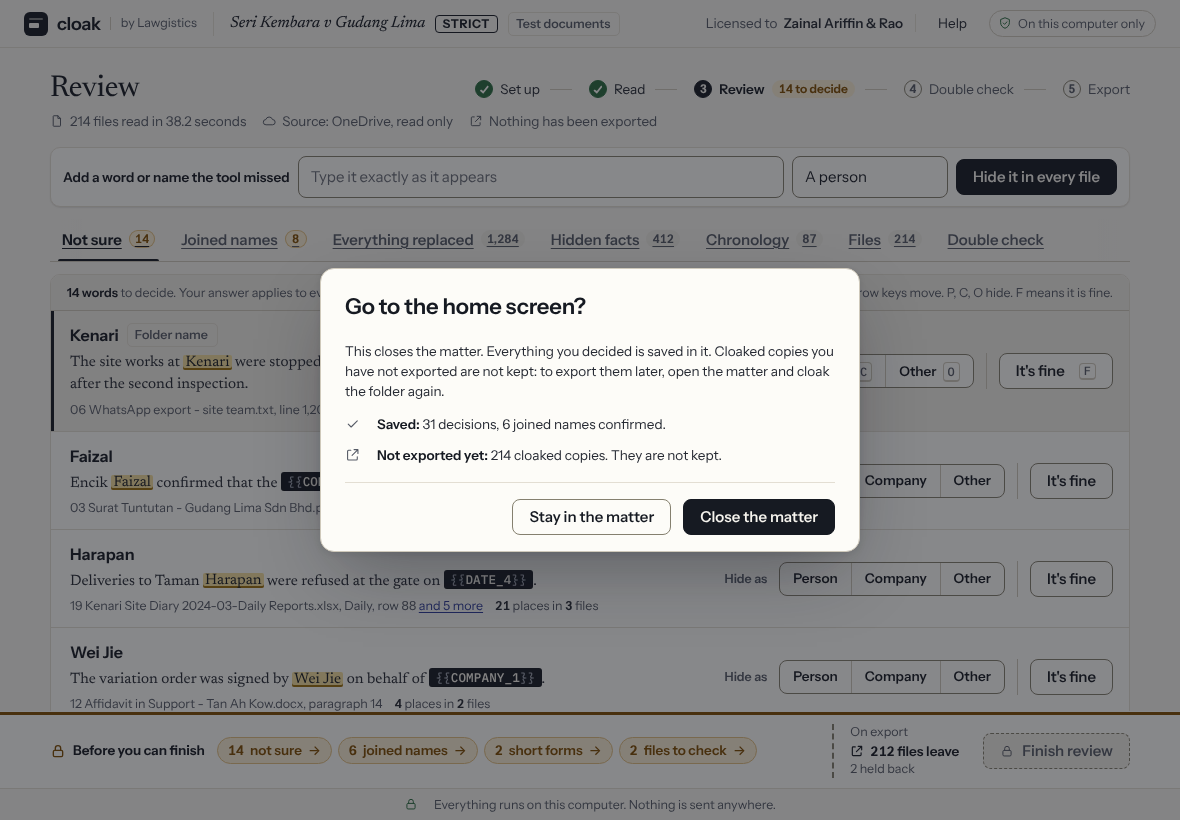 cloak by Lawgistics Seri Kembara v Gudang Lima STRICT Test documents Licensed to Zainal Ariffin & Rao Help On this computer only
Review Set up Read 3 Review 14 to decide 4 Double check 5 Export
214 files read in 38.2 seconds Source: OneDrive, read only Nothing has been exported
Add a word or name the tool missed Type it exactly as it appears A person Hide it in every file
Not sure 14 Joined names 8 Everything replaced 1,284 Hidden facts 412 Chronology 87 Files 214 Double check
14 words to decide. Your answer applies to ev
row keys move. P, C, O hide. F means it is fine.
Kenari Folder name
The site works at Kenari were stopped
after the second inspection.
06 WhatsApp export - site team.txt, line 1,20
C Other O It's fine F
Go to the home screen?
This closes the matter. Everything you decided is saved in it. Cloaked copies you
have not exported are not kept: to export them later, open the matter and cloak
the folder again.
Saved: 31 decisions, 6 joined names confirmed.
Not exported yet: 214 cloaked copies. They are not kept.
Stay in the matter Close the matter
Faizal
Encik Faizal confirmed that the {{CO
03 Surat Tuntutan - Gudang Lima Sdn Bhd.p
Company Other It's fine
Harapan
Deliveries to Taman Harapan were refused at the gate on {{DATE_4}}.
19 Kenari Site Diary 2024-03-Daily Reports.xlsx, Daily, row 88 and 5 more 21 places in 3 files
Hide as Person Company Other It's fine
Wei Jie
The variation order was signed by Wei Jie on behalf of {{COMPANY_1}}.
12 Affidavit in Support - Tan Ah Kow.docx, paragraph 14 4 places in 2 files
Hide as Person Company Other It's fine
Before you can finish 14 not sure → 6 joined names → 2 short forms → 2 files to check →
On export
212 files leave
2 held back
Finish review
Everything runs on this computer. Nothing is sent anywhere.